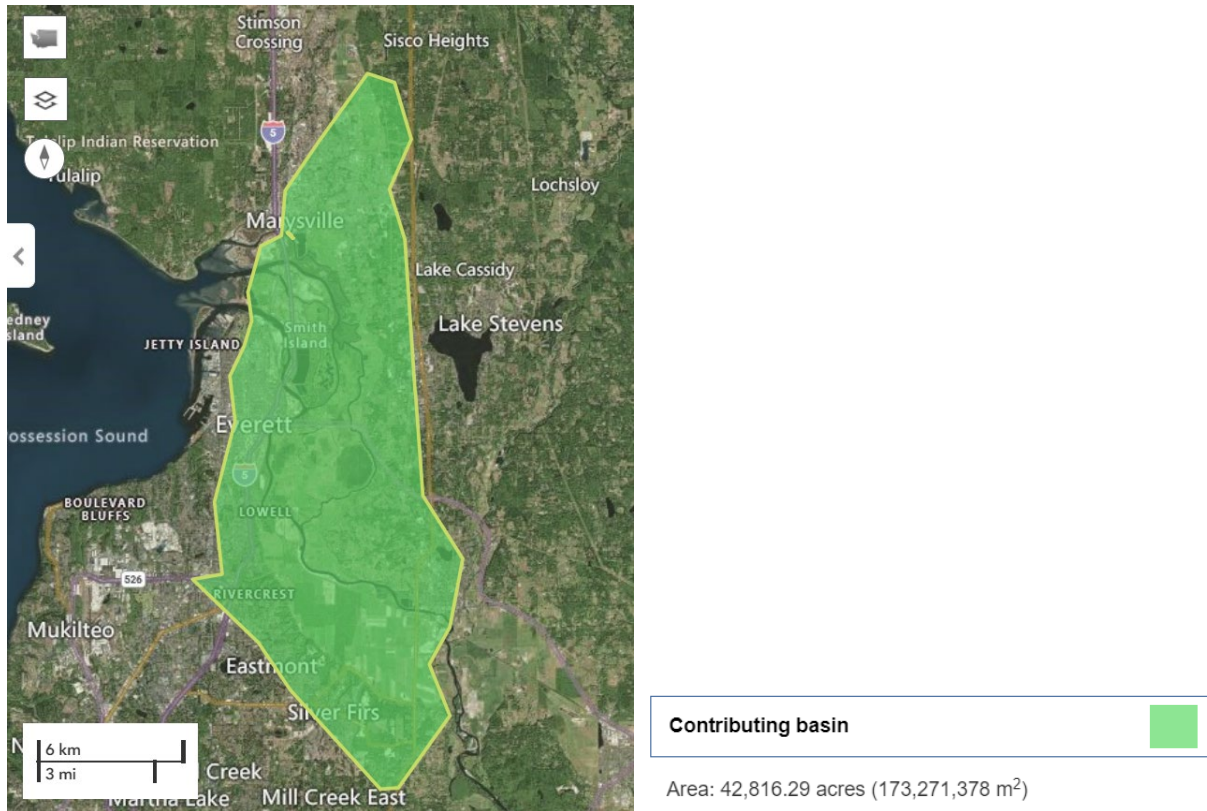 Stimson
Crossing
Sisco Heights
5
Tulalip Indian Reservation
Tulalip
Lochsloy
Marysville
Lake Cassidy
Smith
Island
Lake Stevens
JETTY ISLAND
Everett
ossession Sound
5
BOULEVARD
BLUFFS
LOWELL
526
RIVERCREST
Mukilteo
Eastmont
Silver Firs
6 km
3 mi
Creek
Martha Lake
Mill Creek East
Contributing basin
Area: 42,816.29 acres (173,271,378 m²)